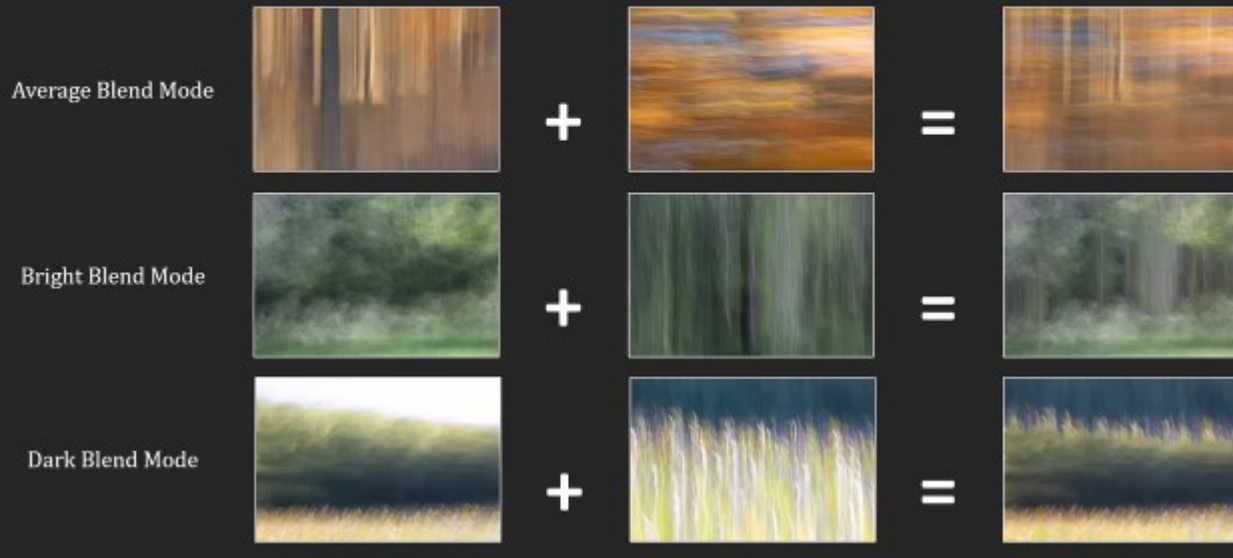 Average Blend Mode
+ =
Bright Blend Mode
+ =
Dark Blend Mode
+ =